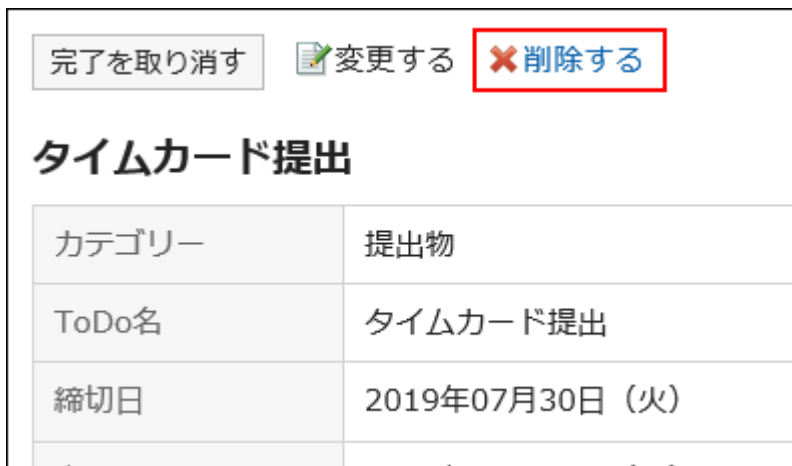 完了を取り消す 変更する 削除する
タイムカード提出
カテゴリー 提出物
ToDo名 タイムカード提出
締切日 2019年07月30日（火）